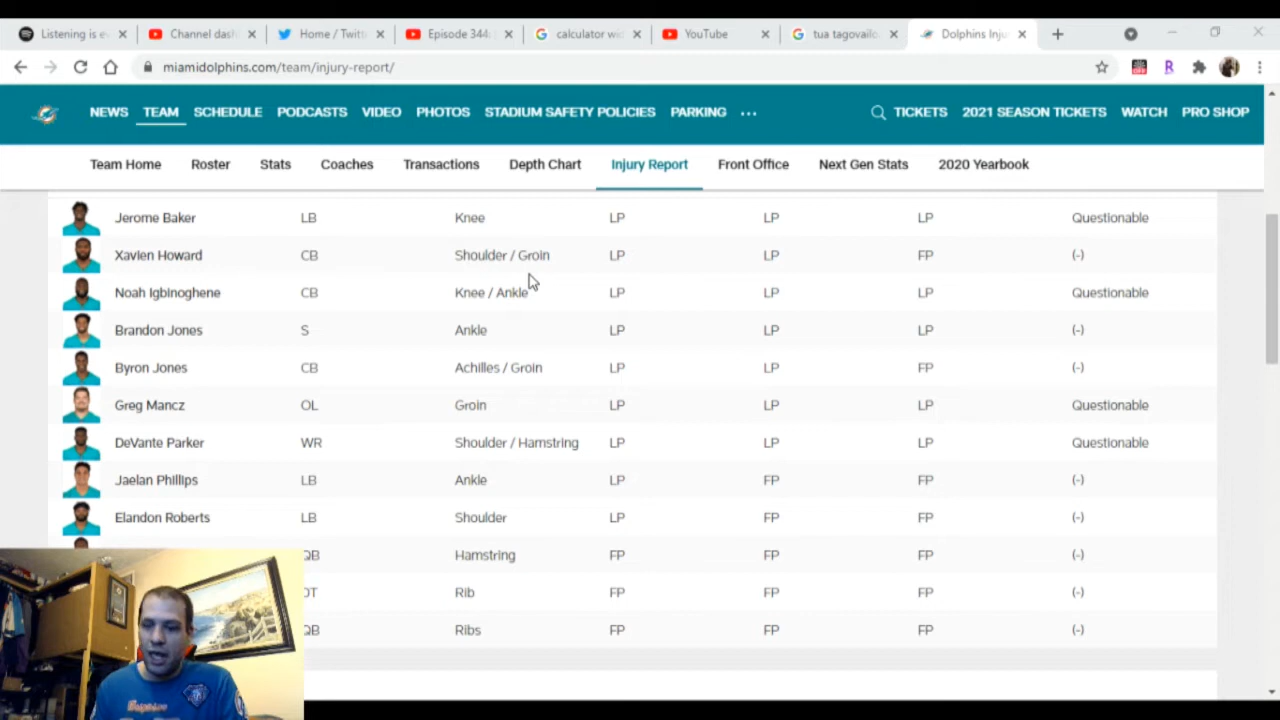 Listening is e
Channel dash
Home / Twitt
Episode 344:
calculator wid
YouTube
tua tagovailo
Dolphins Inju
miamidolphins.com/team/injury-report/
OFF
R
NEWS TEAM SCHEDULE PODCASTS VIDEO PHOTOS STADIUM SAFETY POLICIES PARKING ... TICKETS 2021 SEASON TICKETS WATCH PRO SHOP
Team Home Roster Stats Coaches Transactions Depth Chart Injury Report Front Office Next Gen Stats 2020 Yearbook
Jerome Baker LB Knee LP LP LP Questionable
Xavien Howard CB Shoulder / Groin LP LP FP (-)
Noah Igbinoghene CB Knee / Ankle LP LP LP Questionable
Brandon Jones S Ankle LP LP LP (-)
Byron Jones CB Achilles / Groin LP LP FP (-)
Greg Mancz OL Groin LP LP LP Questionable
DeVante Parker WR Shoulder / Hamstring LP LP LP Questionable
Jaelan Phillips LB Ankle LP FP FP (-)
Elandon Roberts LB Shoulder LP FP FP (-)
QB Hamstring FP FP FP (-)
DT Rib FP FP FP (-)
QB Ribs FP FP FP (-)